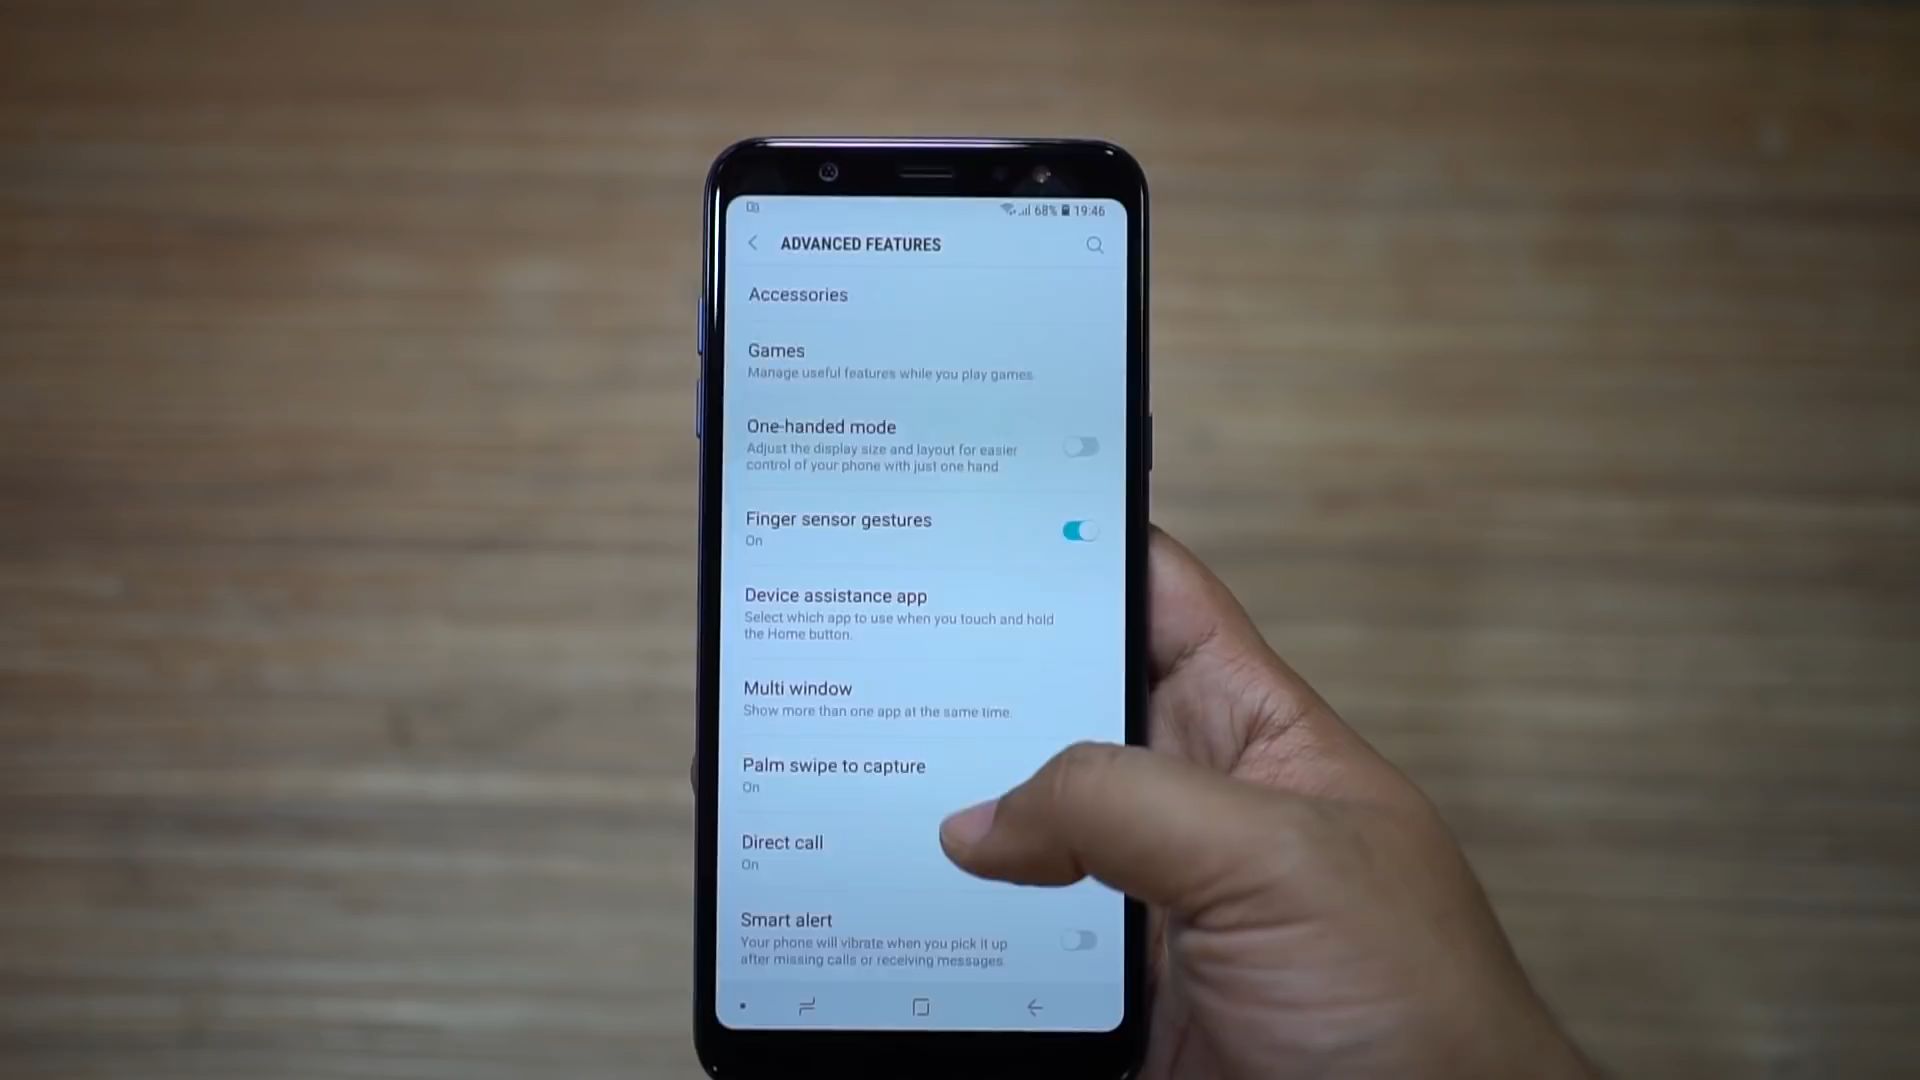 68% 19:46
ADVANCED FEATURES
Accessories
Games
Manage useful features while you play games.
One-handed mode
Adjust the display size and layout for easier
control of your phone with just one hand
Finger sensor gestures
On
Device assistance app
Select which app to use when you touch and hold
the Home button.
Multi window
Show more than one app at the same time.
Palm swipe to capture
On
Direct call
On
Smart alert
Your phone will vibrate when you pick it up
after missing calls or receiving messages.